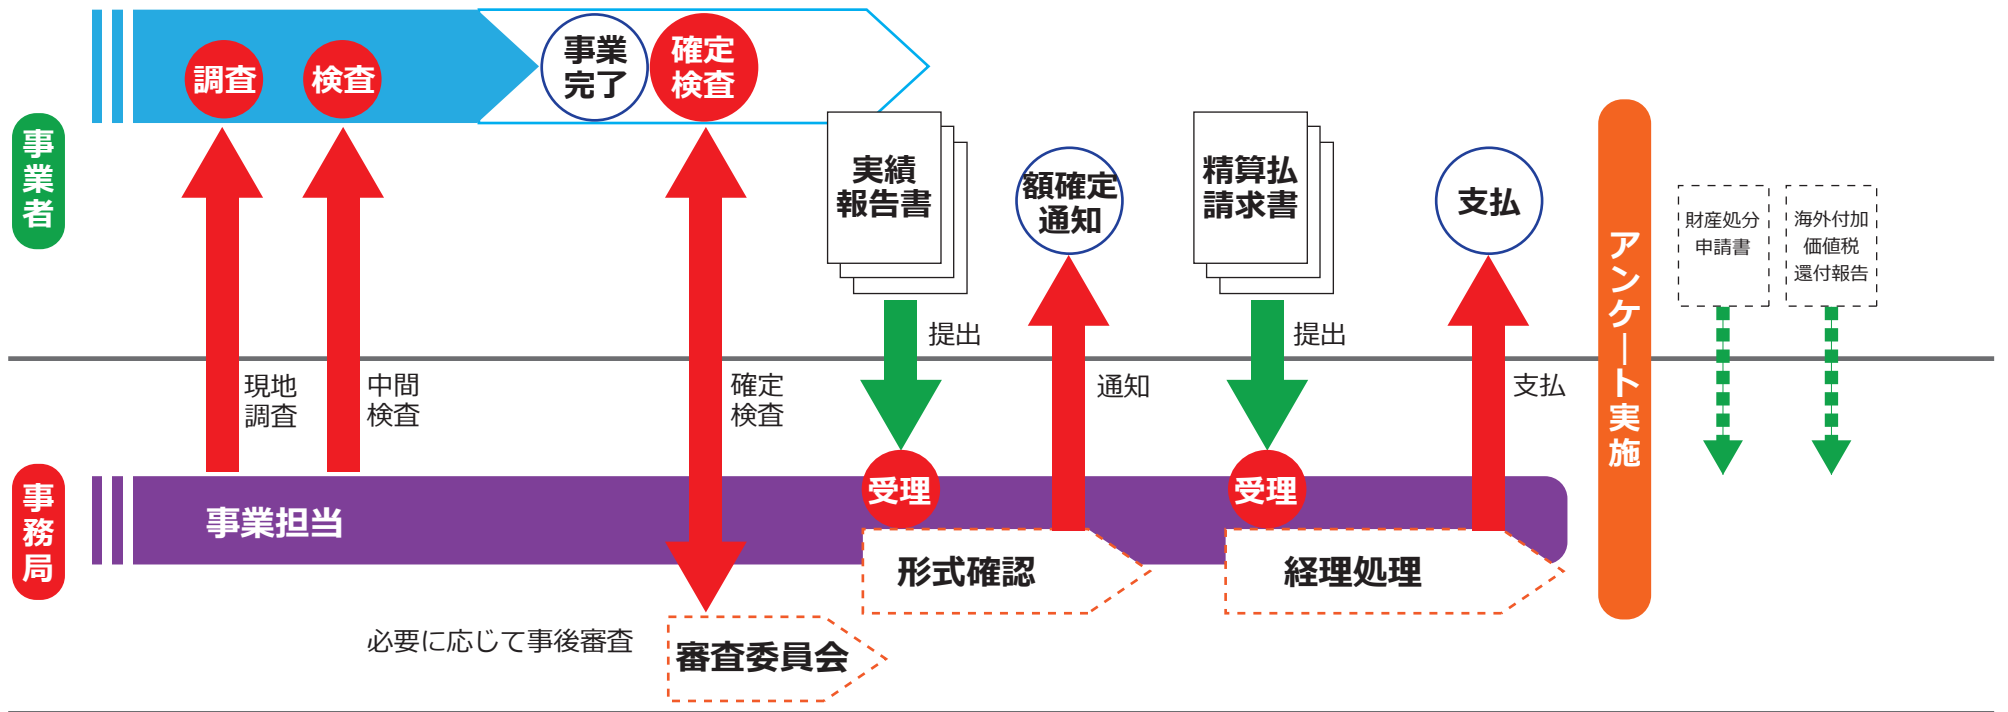 事業者
調査
検査
事業
完了
確定
検査
実績
報告書
額確定
通知
精算払
請求書
支払
アンケート実施
財産処分
申請書
海外付加
価値税
還付報告
提出
提出
現地
調査
中間
検査
確定
検査
通知
支払
事務局
事業担当
受理
受理
形式確認
経理処理
必要に応じて事後審査
審査委員会